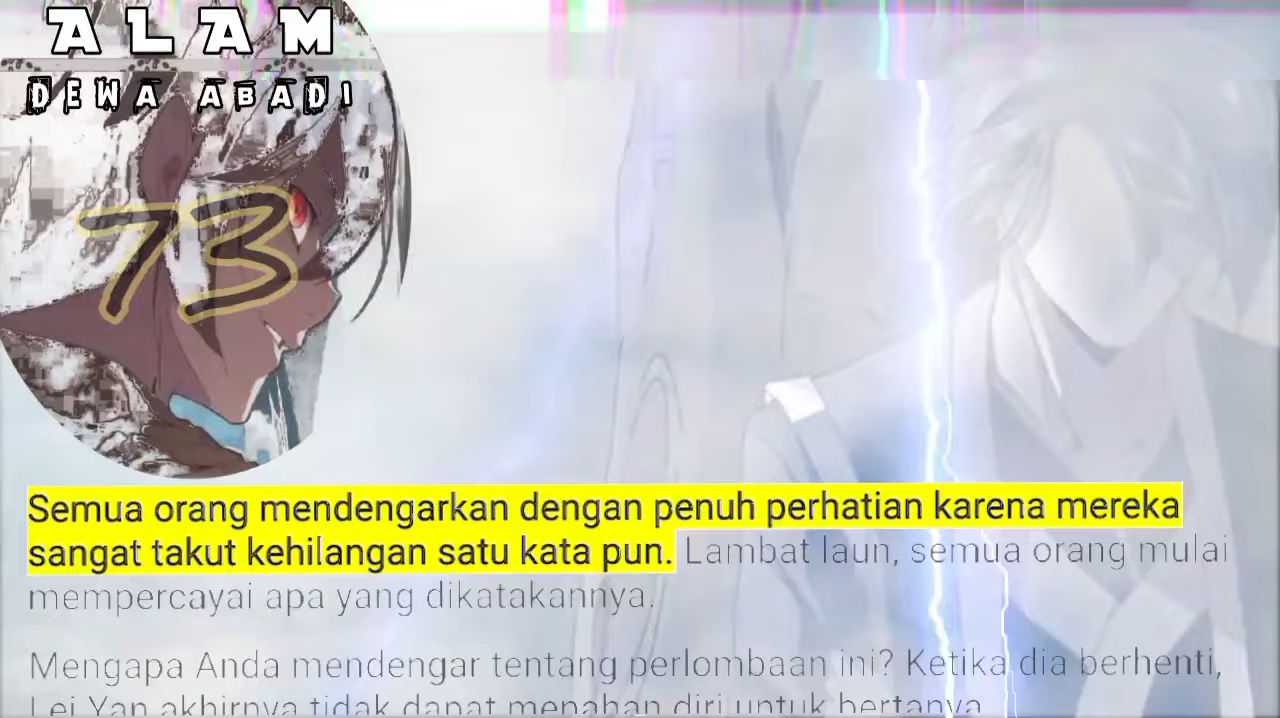 ALAM
DEWA ABADI
73
Semua orang mendengarkan dengan penuh perhatian karena mereka
sangat takut kehilangan satu kata pun. Lambat laun, semua orang mulai
mempercayai apa yang dikatakannya.
Mengapa Anda mendengar tentang perlombaan ini? Ketika dia berhenti,
Lei Yan akhirnya tidak dapat menahan diri untuk bertanya